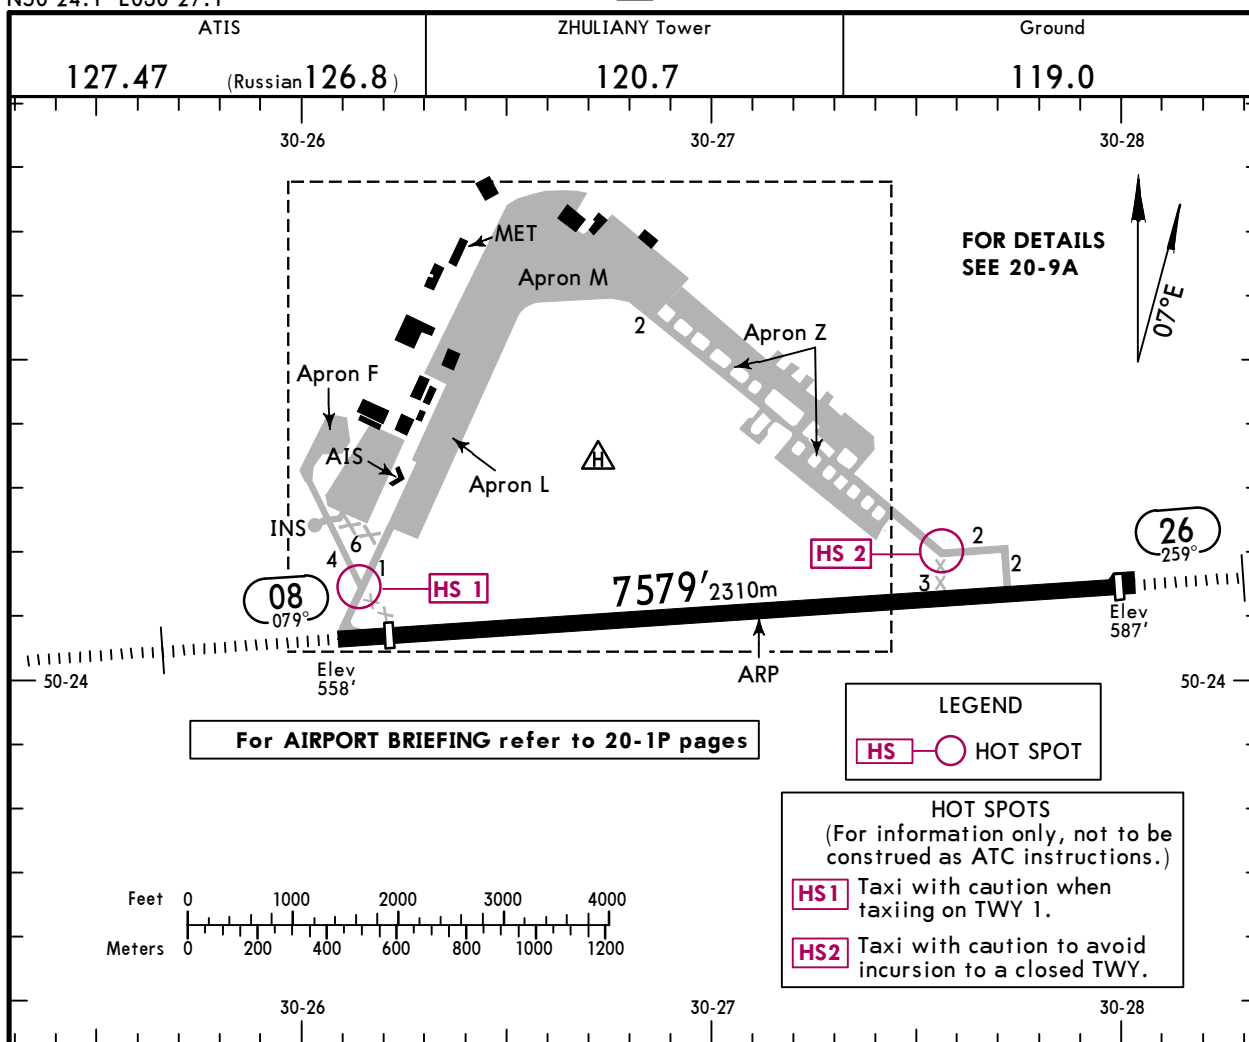 ATIS
ZHULIANY Tower
Ground
127.47 (Russian 126.8)
120.7
119.0
30-26
30-27
30-28
MET
Apron M
FOR DETAILS
SEE 20-9A
07°E
2
Apron Z
Apron F
AIS
Apron L
H
INS
6
4
1
HS 1
08
079°
HS 2
2
2
3
26
259°
7579' 2310m
Elev
587'
Elev
558'
ARP
50-24
50-24
For AIRPORT BRIEFING refer to 20-1P pages
LEGEND
HS HOT SPOT
HOT SPOTS
(For information only, not to be
construed as ATC instructions.)
HS1 Taxi with caution when
taxiing on TWY 1.
HS2 Taxi with caution to avoid
incursion to a closed TWY.
Feet 0 1000 2000 3000 4000
Meters 0 200 400 600 800 1000 1200
30-26
30-27
30-28